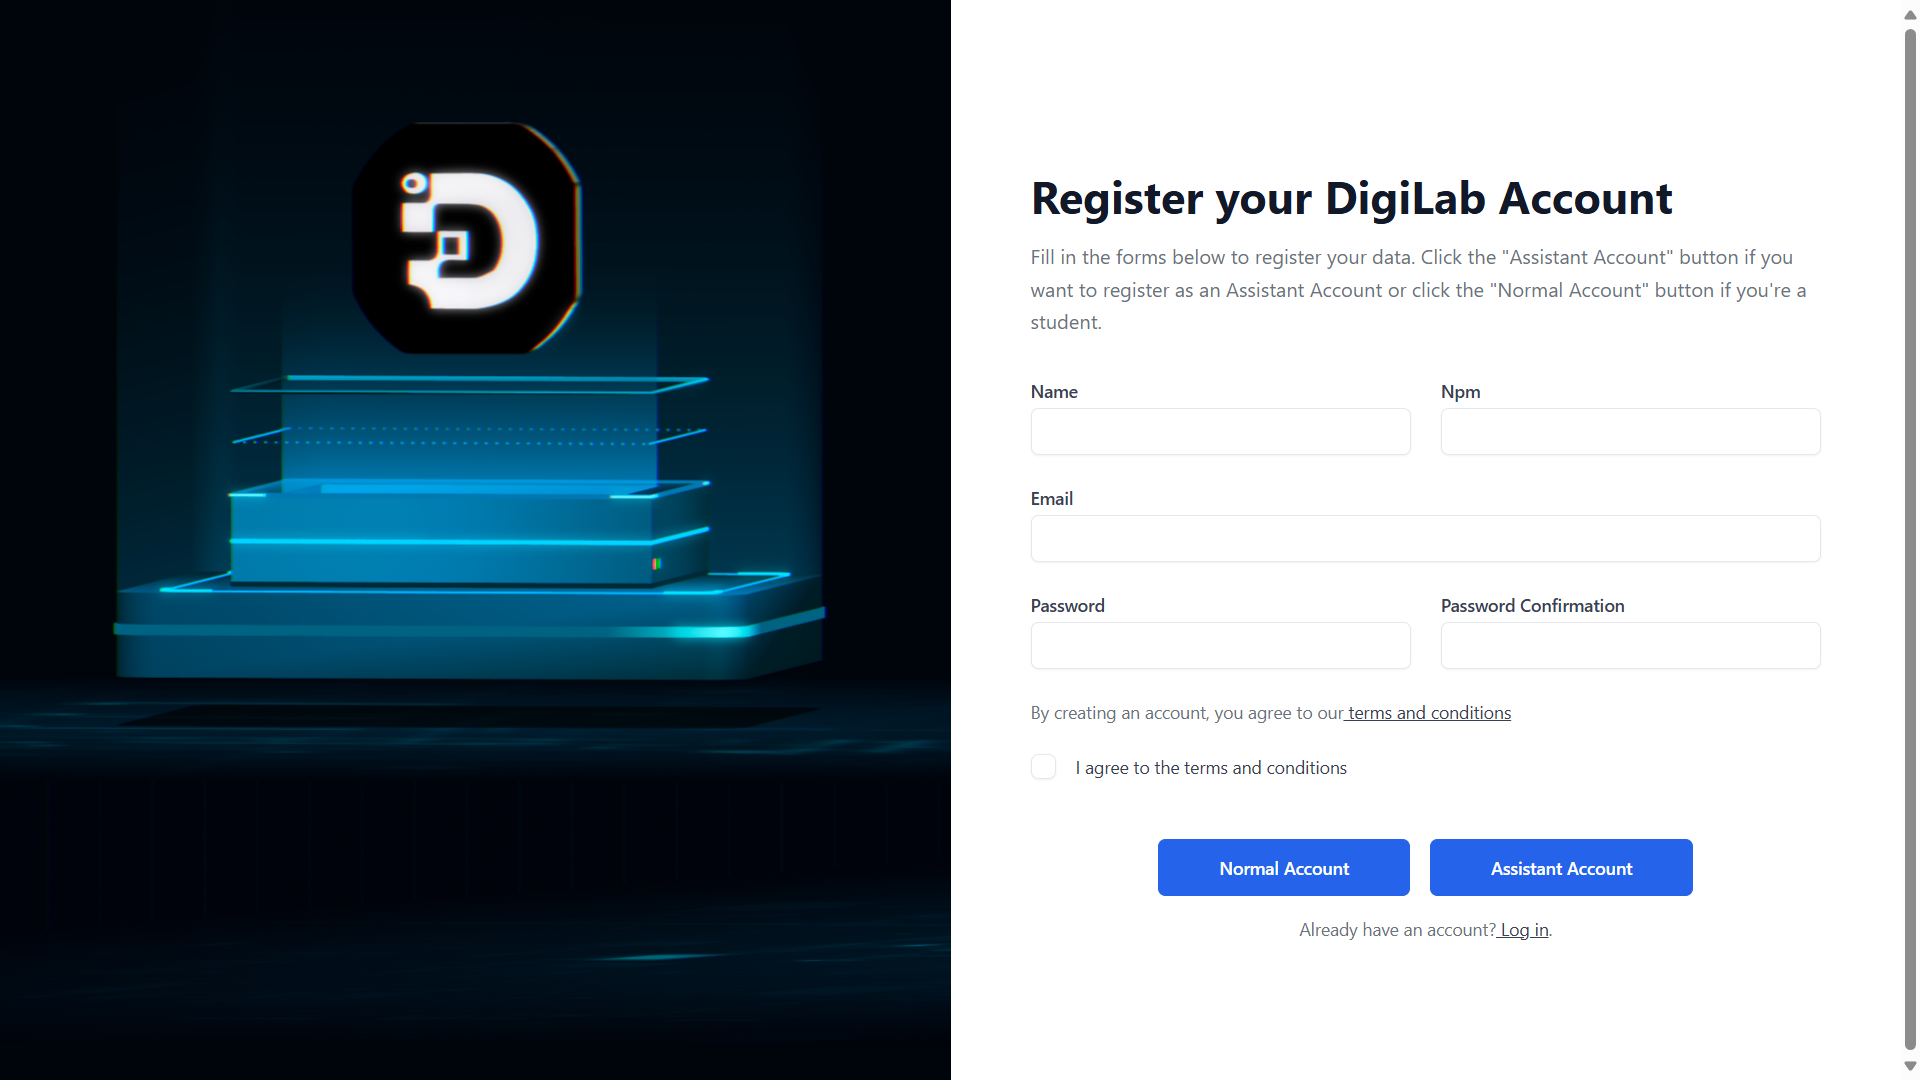 Register your DigiLab Account
Fill in the forms below to register your data. Click the "Assistant Account" button if you
want to register as an Assistant Account or click the "Normal Account" button if you're a
student.
Name
Npm
Email
Password
Password Confirmation
By creating an account, you agree to our terms and conditions
I agree to the terms and conditions
Normal Account
Assistant Account
Already have an account? Log in.